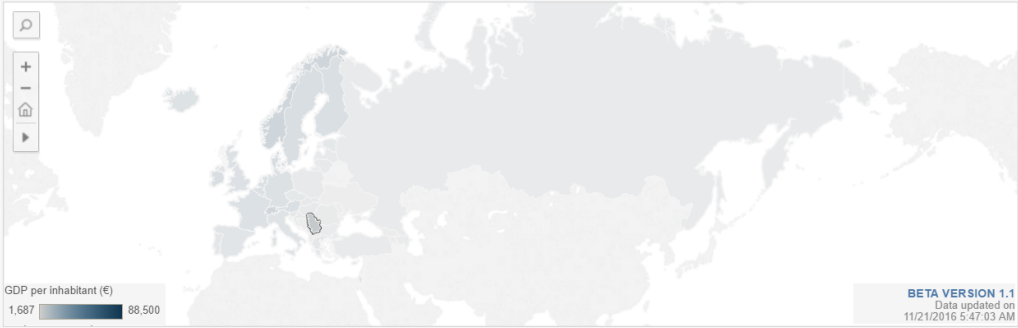 GDP per inhabitant (€)
1,687 88,500
BETA VERSION 1.1
Data updated on
11/21/2016 5:47:03 AM